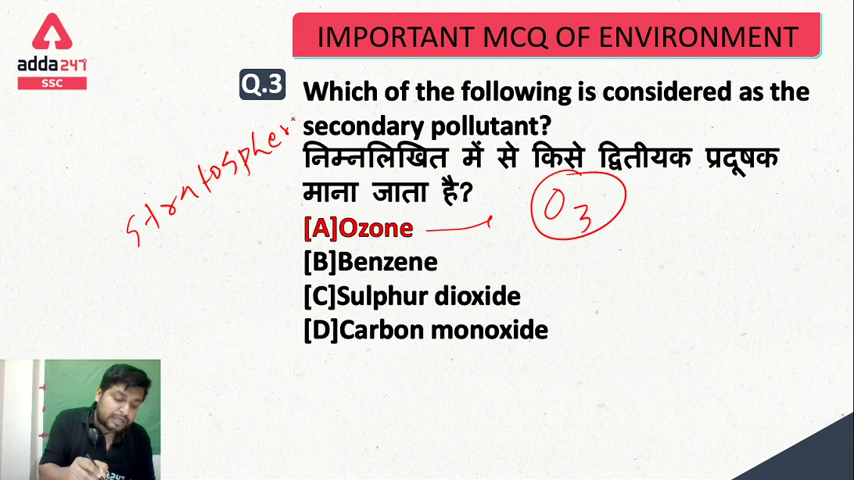 IMPORTANT MCQ OF ENVIRONMENT
adda247
SSC
Q.3
Which of the following is considered as the
secondary pollutant?
निम्नलिखित में से किसे द्वितीयक प्रदूषक
माना जाता है?
[A]Ozone
O3
[B]Benzene
[C]Sulphur dioxide
[D]Carbon monoxide
Stratospher